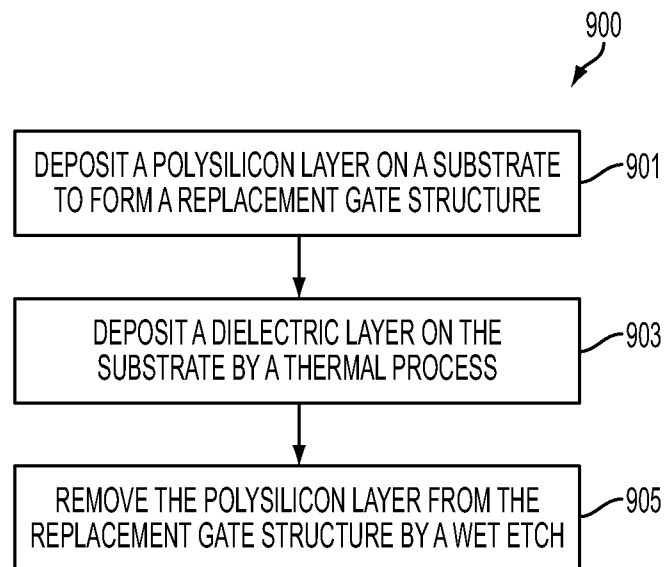 900
DEPOSIT A POLYSILICON LAYER ON A SUBSTRATE
TO FORM A REPLACEMENT GATE STRUCTURE
901
DEPOSIT A DIELECTRIC LAYER ON THE
SUBSTRATE BY A THERMAL PROCESS
903
REMOVE THE POLYSILICON LAYER FROM THE
REPLACEMENT GATE STRUCTURE BY A WET ETCH
905